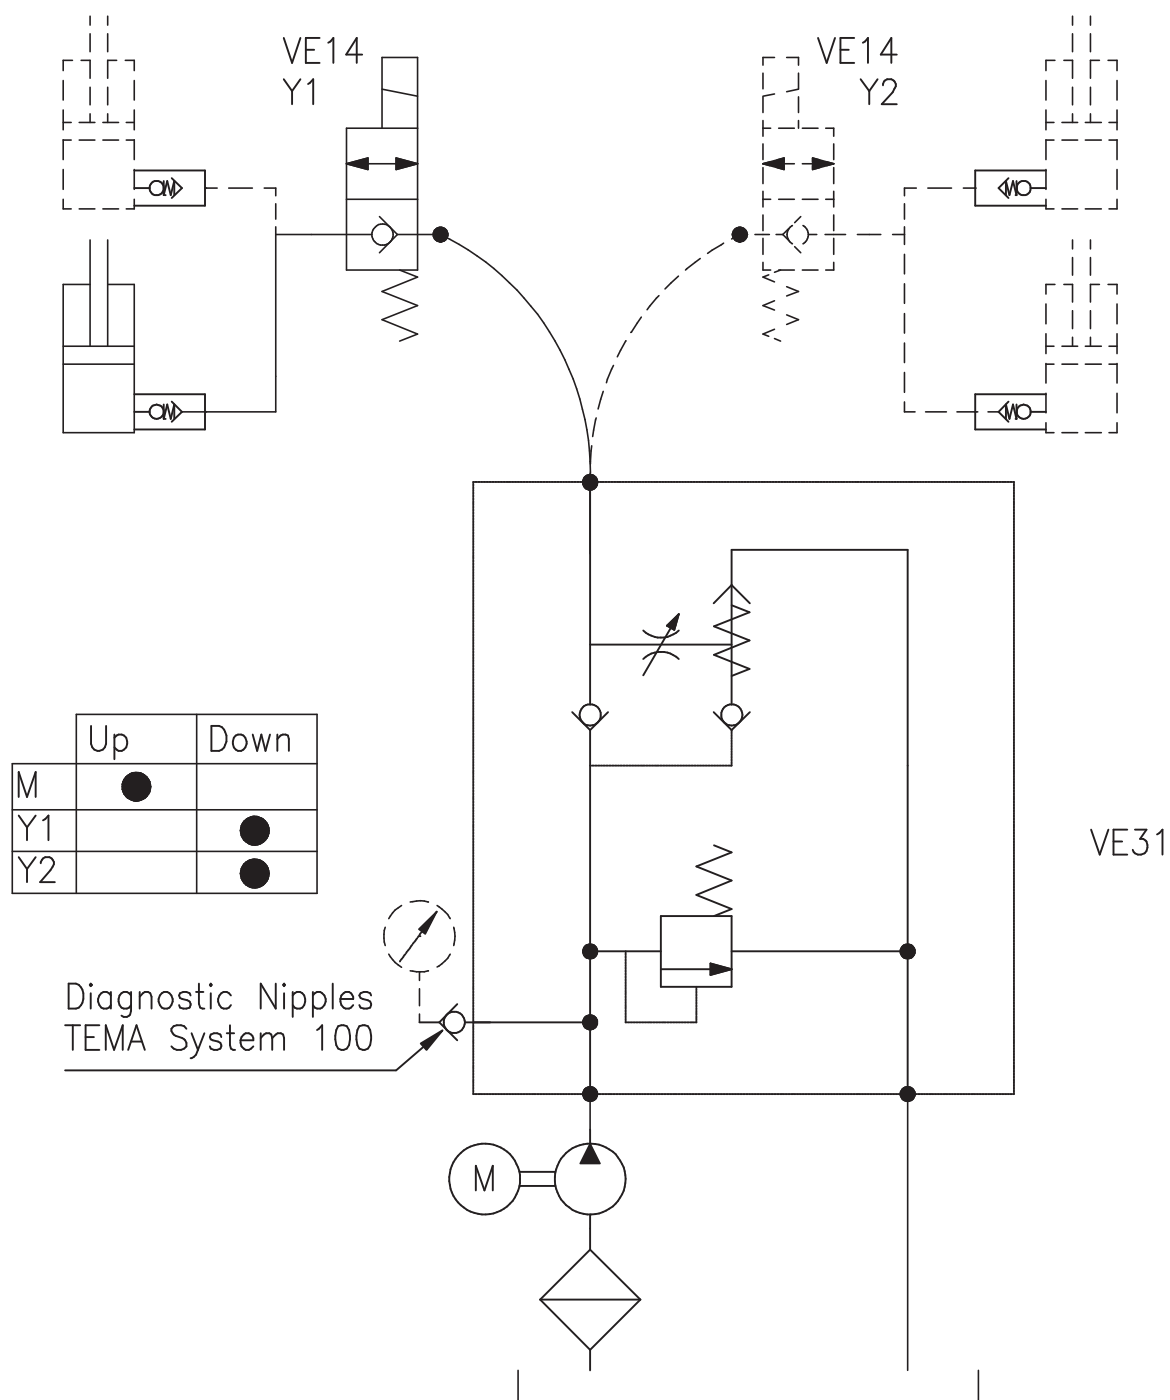 VE14
Y1
VE14
Y2
Up Down
M
Y1
Y2
VE31
Diagnostic Nipples
TEMA System 100
M